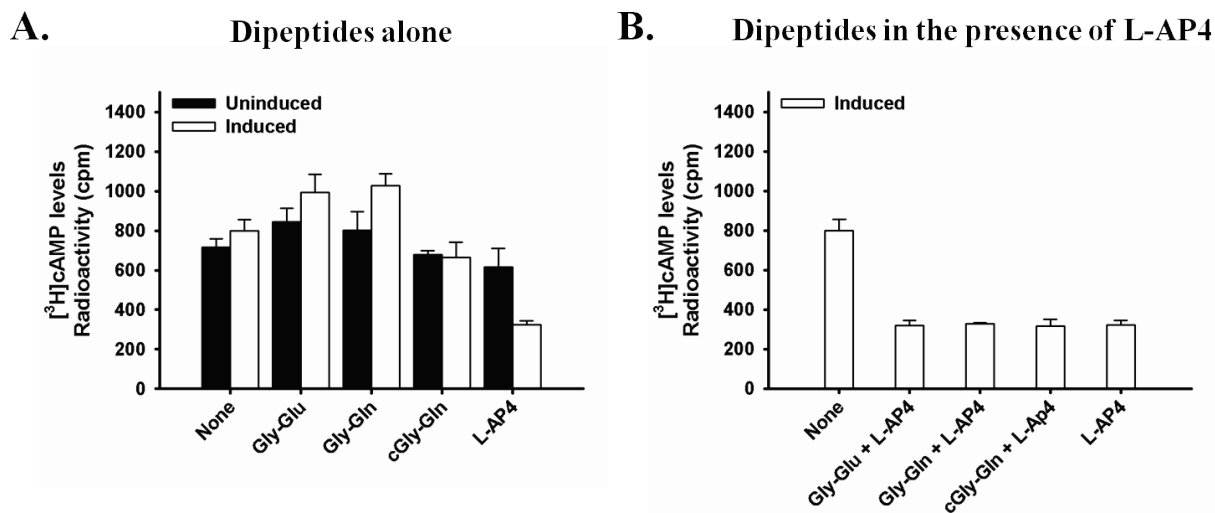 A.
Dipeptides alone
Uninduced
Induced
[³H]cAMP levels
Radioactivity (cpm)
1400
1200
1000
800
600
400
200
0
None
Gly-Glu
Gly-Gln
cGly-Gln
L-AP4
B.
Dipeptides in the presence of L-AP4
Induced
[³H]cAMP levels
Radioactivity (cpm)
1400
1200
1000
800
600
400
200
0
None
Gly-Glu + L-AP4
Gly-Gln + L-AP4
cGly-Gln + L-Ap4
L-AP4